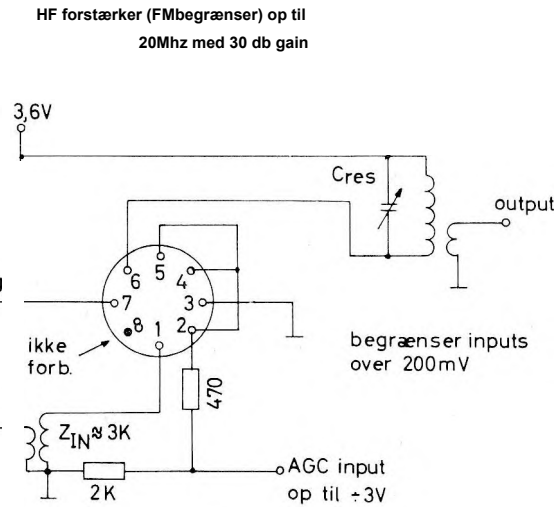 HF forstærker (FMbegrænser) op til
20Mhz med 30 db gain
3,6V
Cres
output
6
5
4
7
3
8
2
1
ikke
forb.
begrænser inputs
over 200mV
470
Z_IN ≈ 3K
2K
AGC input
op til ÷3V